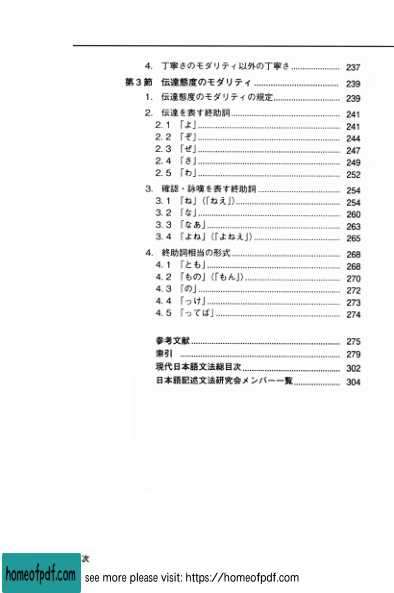 4. 丁寧さのモダリティ以外の丁寧さ 237
第3節 伝達態度のモダリティ 239
1. 伝達態度のモダリティの規定 239
2. 伝達を表す終助詞 241
2.1 「よ」 241
2.2 「ぞ」 244
2.3 「ぜ」 247
2.4 「さ」 249
2.5 「わ」 252
3. 確認・詠嘆を表す終助詞 254
3.1 「ね」(「ねえ」) 254
3.2 「な」 260
3.3 「なあ」 263
3.4 「よね」(「よねえ」) 265
4. 終助詞相当の形式 268
4.1 「とも」 268
4.2 「もの」(「もん」) 270
4.3 「の」 272
4.4 「っけ」 273
4.5 「ってば」 274
参考文献 275
索引 279
現代日本語文法総目次 302
日本語記述文法研究会メンバー一覧 304
次
homeofpdf.com see more please visit: https://homeofpdf.com